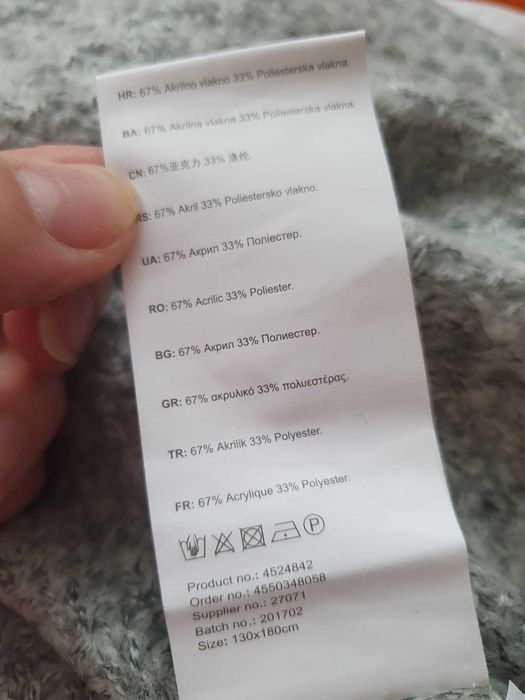 HR: 67% Akrilno vlakno 33% Poliesterska vlakna.
BA: 67% Akrilna vlakna 33% Poliesterska vlakna.
CN: 67%亚克力 33% 涤纶
RS: 67% Akril 33% Poliestersko vlakno.
UA: 67% Акрил 33% Поліестер.
RO: 67% Acrilic 33% Poliester.
BG: 67% Акрил 33% Полиестер.
GR: 67% ακρυλικό 33% πολυεστέρας.
TR: 67% Akrilik 33% Polyester.
FR: 67% Acrylique 33% Polyester.
P
Product no.: 4524842
Order no.: 4550348058
Supplier no.: 27071
Batch no.: 201702
Size: 130x180cm